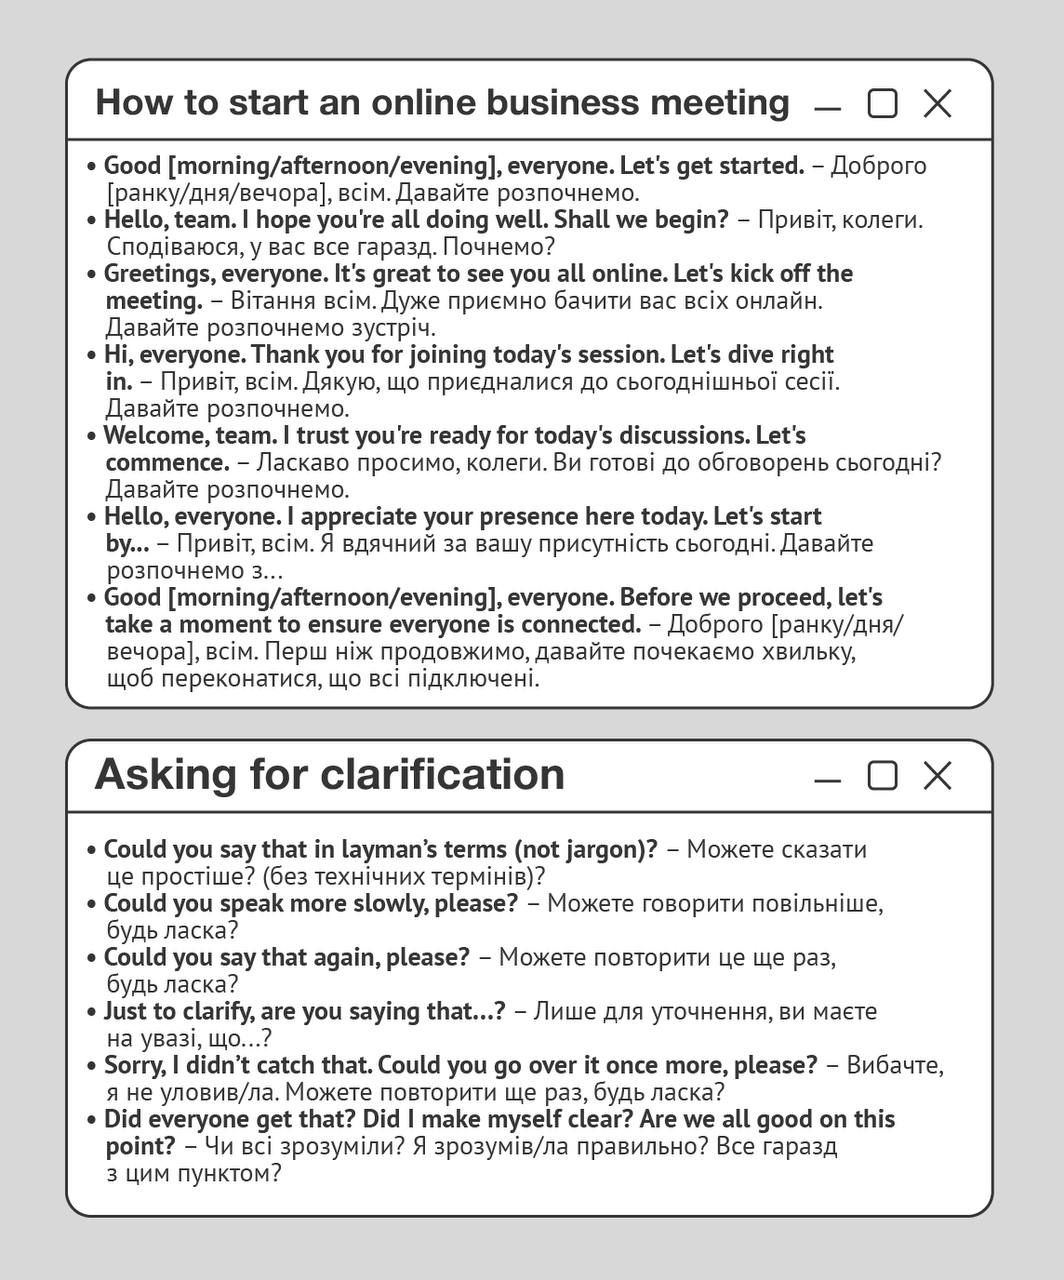 How to start an online business meeting
• Good [morning/afternoon/evening], everyone. Let's get started. – Доброго
[ранку/дня/вечора], всім. Давайте розпочнемо.
• Hello, team. I hope you're all doing well. Shall we begin? – Привіт, колеги.
Сподіваюся, у вас все гаразд. Почнемо?
• Greetings, everyone. It's great to see you all online. Let's kick off the
meeting. – Вітання всім. Дуже приємно бачити вас всіх онлайн.
Давайте розпочнемо зустріч.
• Hi, everyone. Thank you for joining today's session. Let's dive right
in. – Привіт, всім. Дякую, що приєдналися до сьогоднішньої сесії.
Давайте розпочнемо.
• Welcome, team. I trust you're ready for today's discussions. Let's
commence. – Ласкаво просимо, колеги. Ви готові до обговорень сьогодні?
Давайте розпочнемо.
• Hello, everyone. I appreciate your presence here today. Let's start
by... – Привіт, всім. Я вдячний за вашу присутність сьогодні. Давайте
розпочнемо з...
• Good [morning/afternoon/evening], everyone. Before we proceed, let's
take a moment to ensure everyone is connected. – Доброго [ранку/дня/
вечора], всім. Перш ніж продовжимо, давайте почекаємо хвильку,
щоб переконатися, що всі підключені.
Asking for clarification
• Could you say that in layman’s terms (not jargon)? – Можете сказати
це простіше? (без технічних термінів)?
• Could you speak more slowly, please? – Можете говорити повільніше,
будь ласка?
• Could you say that again, please? – Можете повторити це ще раз,
будь ласка?
• Just to clarify, are you saying that...? – Лише для уточнення, ви маєте
на увазі, що...?
• Sorry, I didn’t catch that. Could you go over it once more, please? – Вибачте,
я не уловив/ла. Можете повторити ще раз, будь ласка?
• Did everyone get that? Did I make myself clear? Are we all good on this
point? – Чи всі зрозуміли? Я зрозумів/ла правильно? Все гаразд
з цим пунктом?